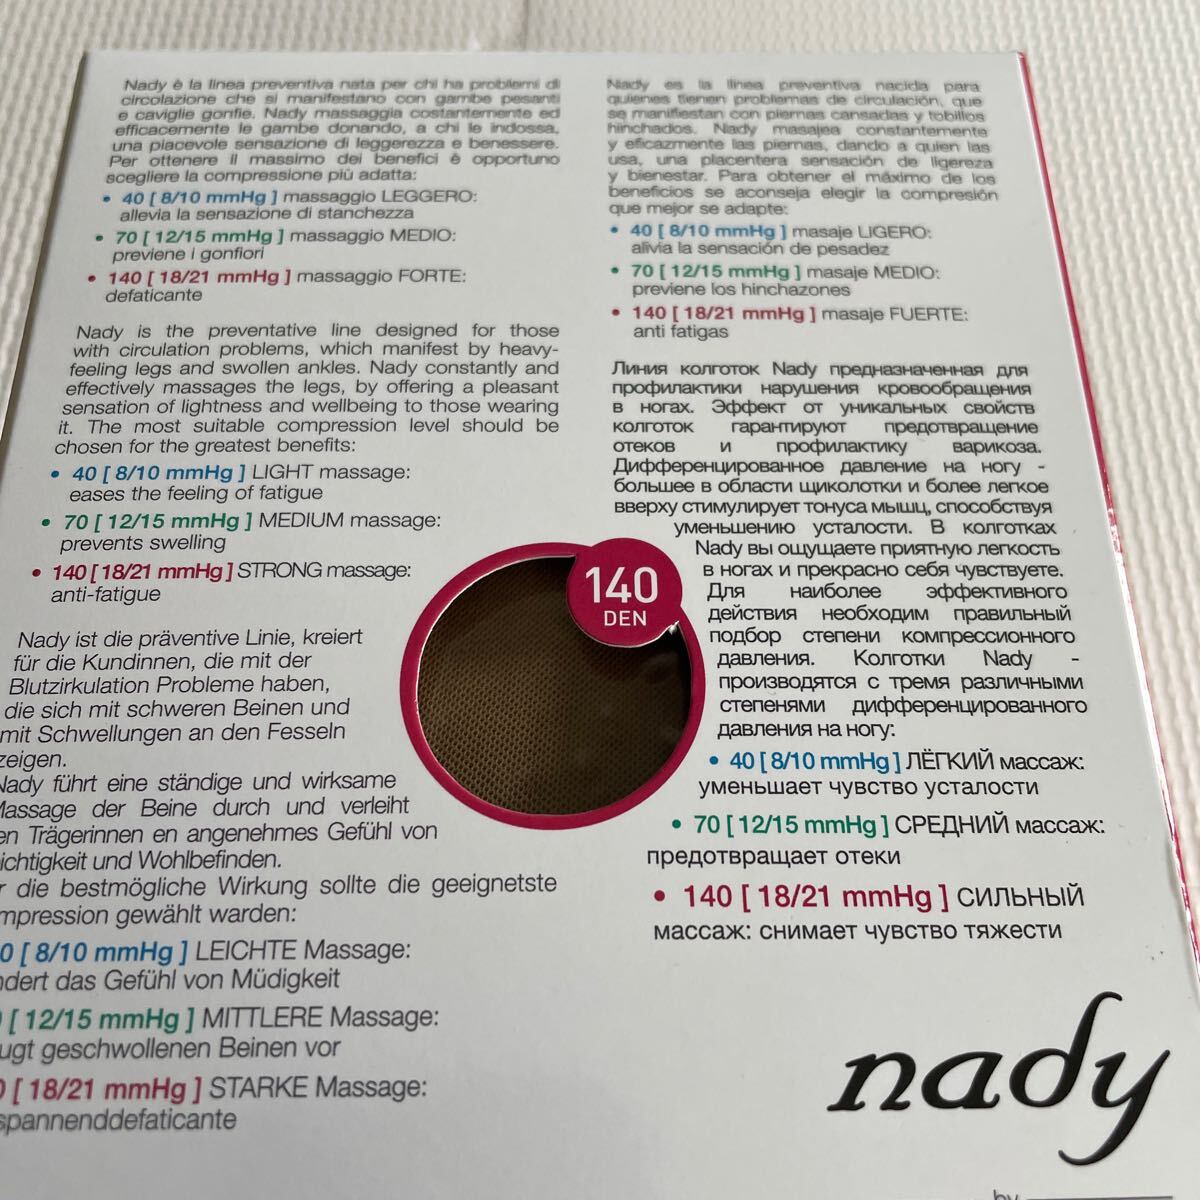 Nady è la linea preventiva nata per chi ha problemi di
circolazione che si manifestano con gambe pesanti
e caviglie gonfie. Nady massaggia costantemente ed
efficacemente le gambe donando, a chi le indossa,
una piacevole sensazione di leggerezza e benessere.
Per ottenere il massimo dei benefici è opportuno
scegliere la compressione più adatta:
• 40 [ 8/10 mmHg ] massaggio LEGGERO:
allevia la sensazione di stanchezza
• 70 [ 12/15 mmHg ] massaggio MEDIO:
previene i gonfiori
• 140 [ 18/21 mmHg ] massaggio FORTE:
defaticante
Nady is the preventative line designed for those
with circulation problems, which manifest by heavy-
feeling legs and swollen ankles. Nady constantly and
effectively massages the legs, by offering a pleasant
sensation of lightness and wellbeing to those wearing
it. The most suitable compression level should be
chosen for the greatest benefits:
• 40 [ 8/10 mmHg ] LIGHT massage:
eases the feeling of fatigue
• 70 [ 12/15 mmHg ] MEDIUM massage:
prevents swelling
• 140 [ 18/21 mmHg ] STRONG massage:
anti-fatigue
Nady ist die präventive Linie, kreiert
für die Kundinnen, die mit der
Blutzirkulation Probleme haben,
die sich mit schweren Beinen und
mit Schwellungen an den Fesseln
zeigen.
Nady führt eine ständige und wirksame
Massage der Beine durch und verleiht
en Trägerinnen en angenehmes Gefühl von
ichtigkeit und Wohlbefinden.
r die bestmögliche Wirkung sollte die geeignetste
mpression gewählt warden:
0 [ 8/10 mmHg ] LEICHTE Massage:
ndert das Gefühl von Müdigkeit
[ 12/15 mmHg ] MITTLERE Massage:
ugt geschwollenen Beinen vor
0 [ 18/21 mmHg ] STARKE Massage:
spannenddefaticante
Nady es la línea preventiva nacida para
quienes tienen problemas de circulación, que
se manifiestan con piernas cansadas y tobillos
hinchados. Nady masajea constantemente
y eficazmente las piernas, dando a quien las
usa, una placentera sensación de ligereza
y bienestar. Para obtener el máximo de los
beneficios se aconseja elegir la compresión
que mejor se adapte:
• 40 [ 8/10 mmHg ] masaje LIGERO:
alivia la sensación de pesadez
• 70 [ 12/15 mmHg ] masaje MEDIO:
previene los hinchazones
• 140 [ 18/21 mmHg ] masaje FUERTE:
anti fatigas
Линия колготок Nady предназначенная для
профилактики нарушения кровообращения
в ногах. Эффект от уникальных свойств
колготок гарантируют предотвращение
отеков и профилактику варикоза.
Дифференцированное давление на ногу -
большее в области щиколотки и более легкое
вверху стимулирует тонуса мышц, способствуя
уменьшению усталости. В колготках
Nady вы ощущаете приятную легкость
в ногах и прекрасно себя чувствуете.
Для наиболее эффективного
действия необходим правильный
подбор степени компрессионного
давления. Колготки Nady -
производятся с тремя различными
степенями дифференцированного
давления на ногу:
• 40 [ 8/10 mmHg ] ЛЁГКИЙ массаж:
уменьшает чувство усталости
• 70 [ 12/15 mmHg ] СРЕДНИЙ массаж:
предотвращает отеки
• 140 [ 18/21 mmHg ] СИЛЬНЫЙ
массаж: снимает чувство тяжести
140
DEN
nady
by